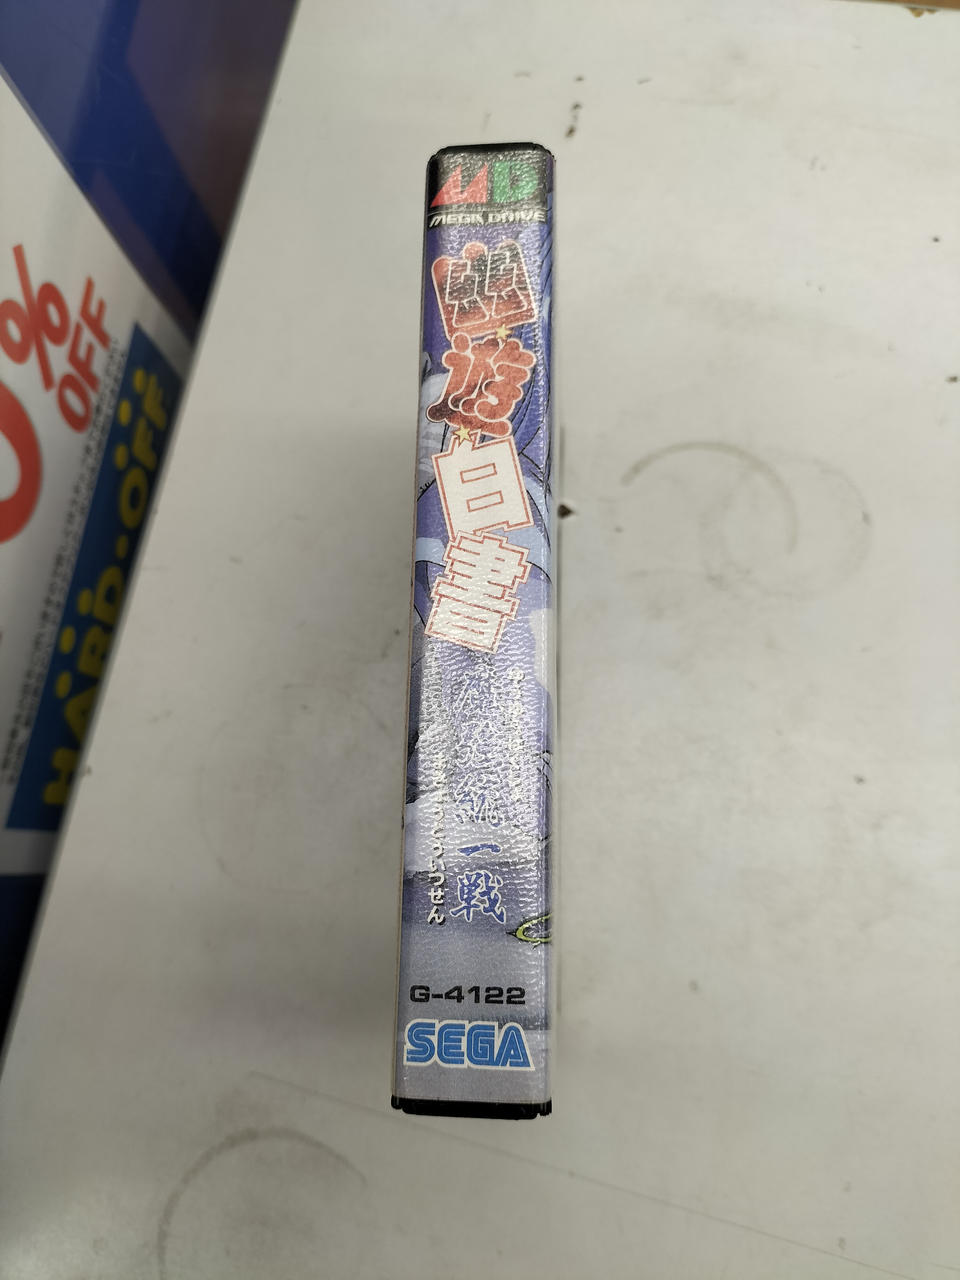 MD
MEGA DRIVE
幽☆遊☆白書
魔強統一戦
まきょうとういつせん
G-4122
SEGA
% OFF
HARD·OFF